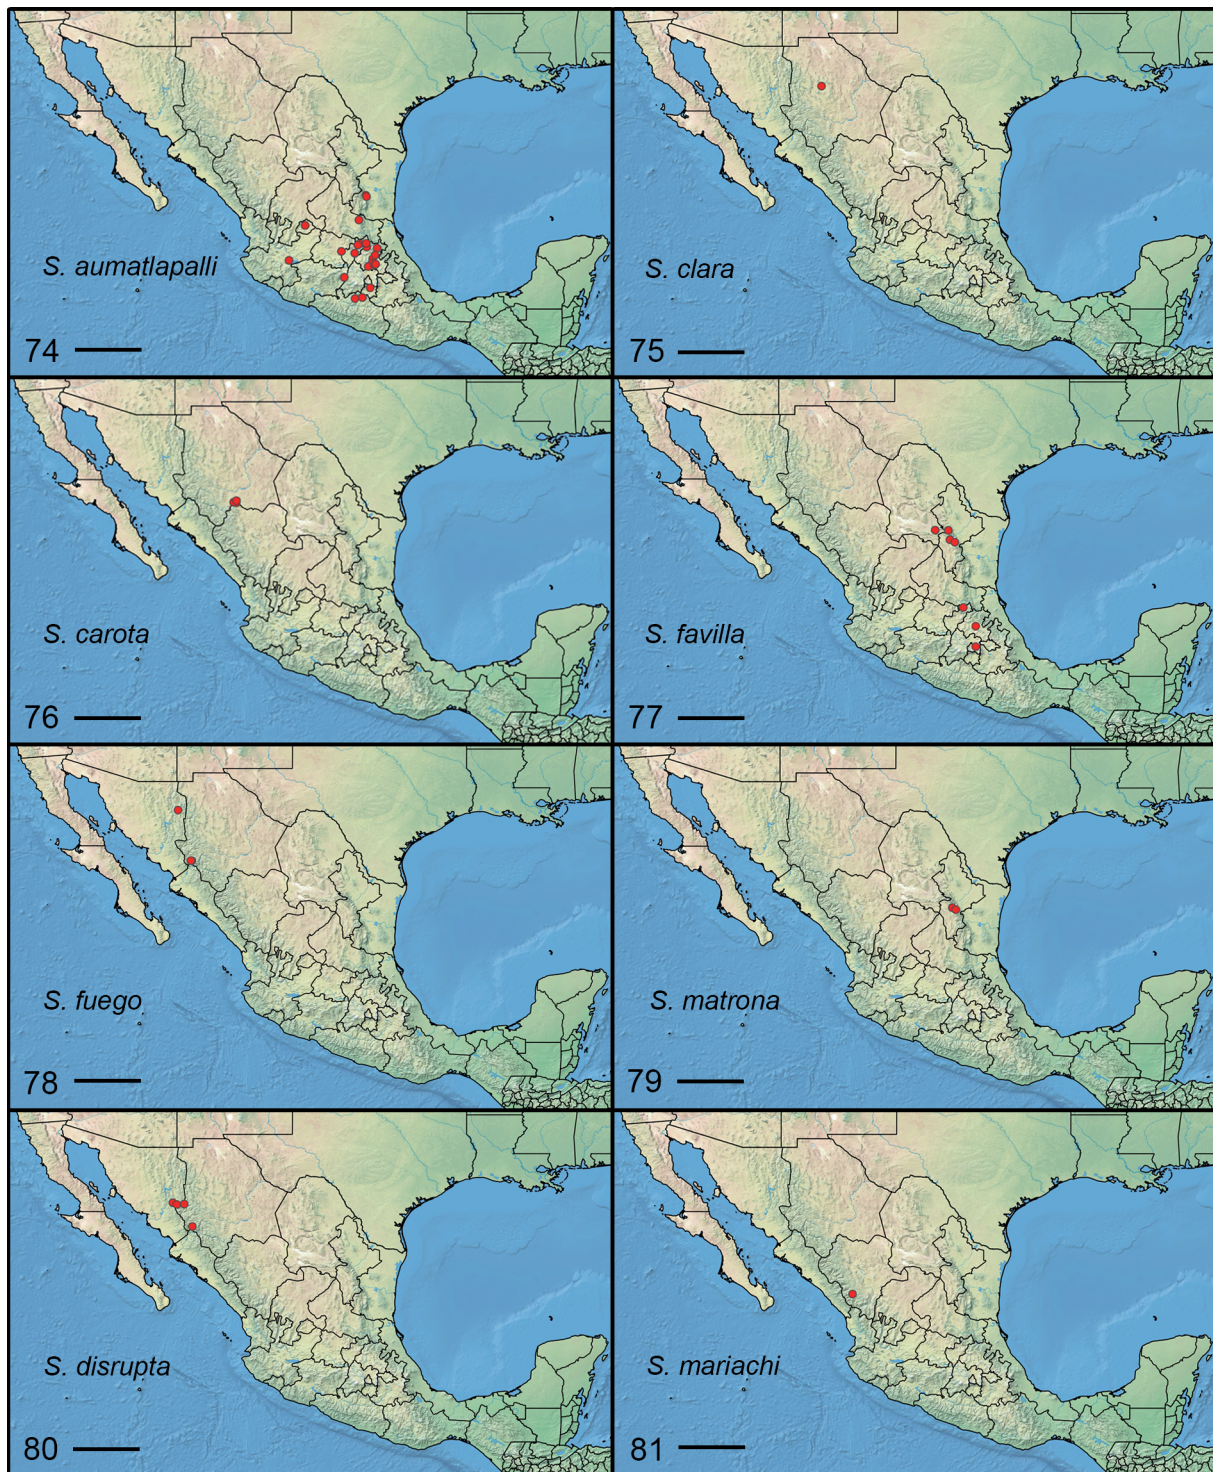 S. aumatlapalli
74
S. clara
75
S. carota
76
S. favilla
77
S. fuego
78
S. matrona
79
S. disrupta
80
S. mariachi
81